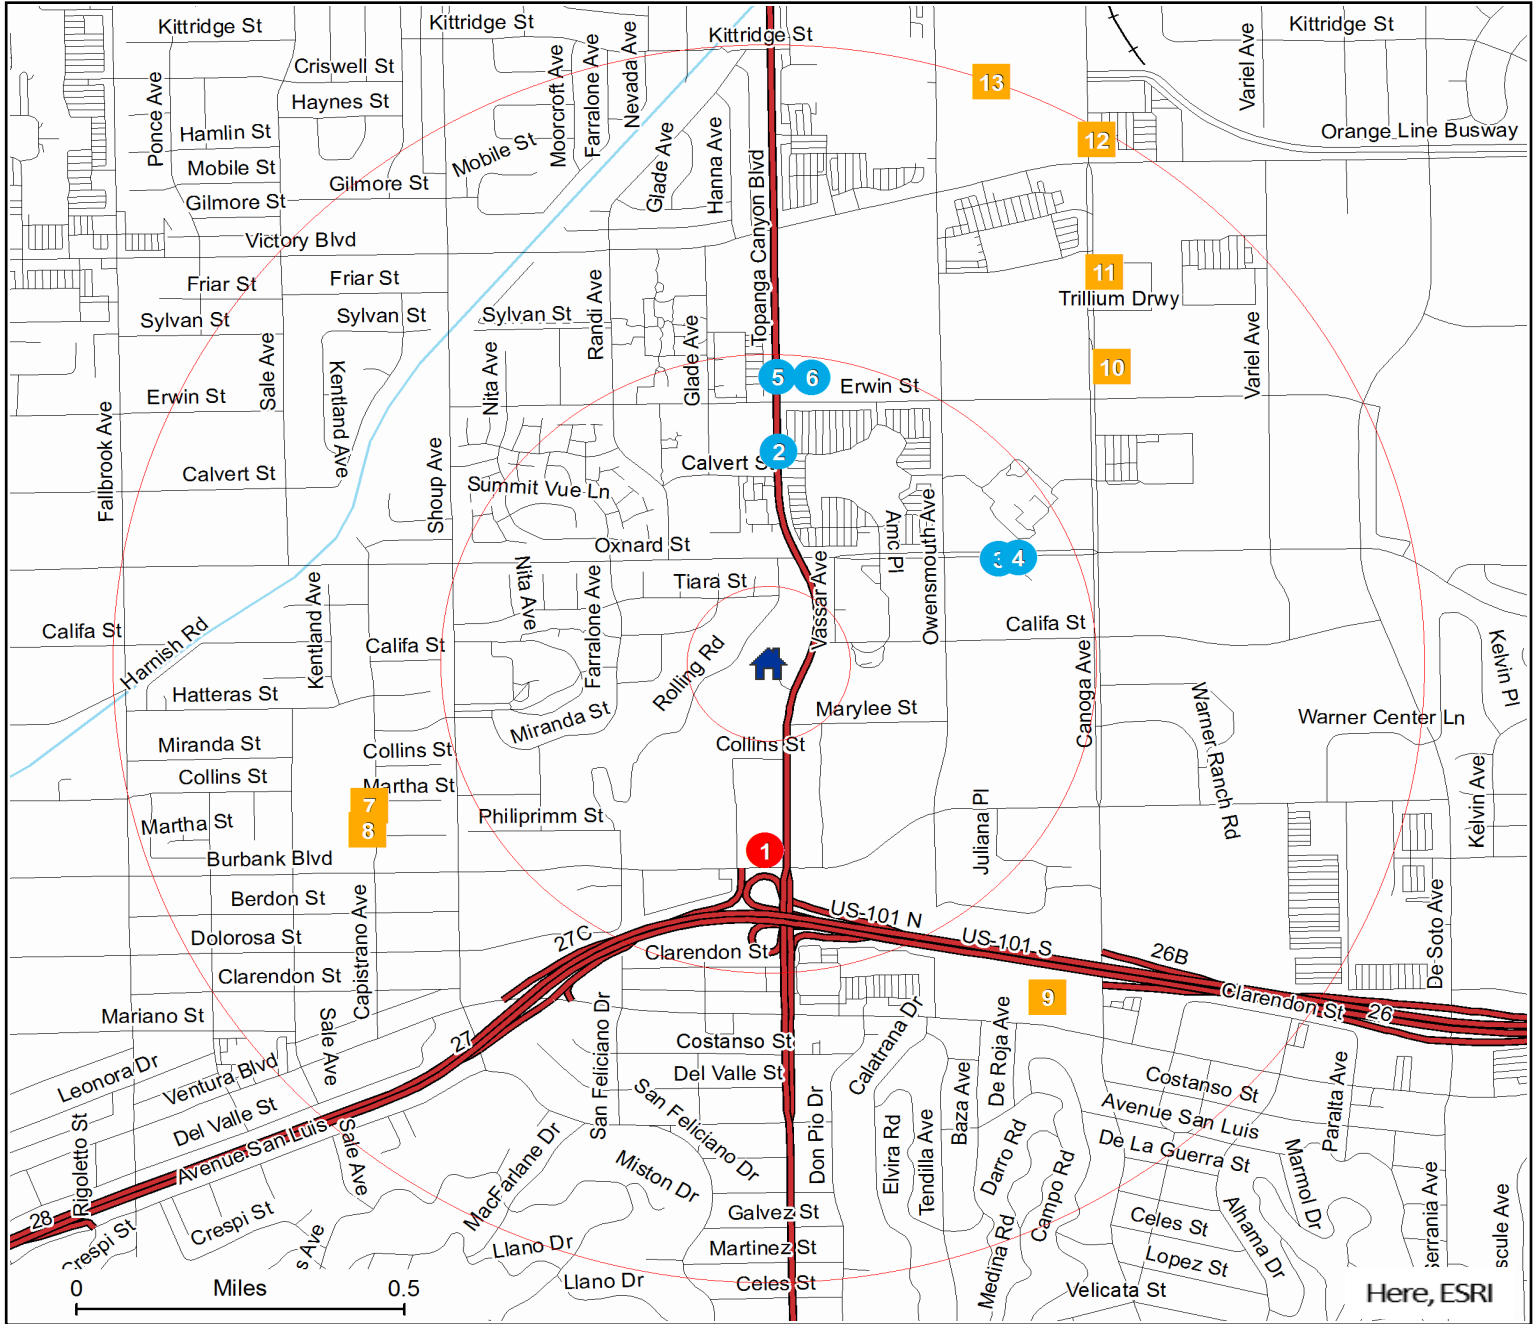 Kittridge St
Kittridge St
Kittridge St
Kittridge St
Criswell St
Haynes St
Ponce Ave
Hamlin St
Mobile St
Gilmore St
Gilmore St
Mobile St
Moorcroft Ave
Farralone Ave
Nevada Ave
Glade Ave
Hanna Ave
Topanga Canyon Blvd
Variel Ave
13
12
Orange Line Busway
Victory Blvd
Friar St
Friar St
Sylvan St
Sylvan St
Sylvan St
Randi Ave
Glade Ave
11
Trillium Drwy
10
Variel Ave
Sale Ave
Kentland Ave
Nita Ave
Erwin St
5
6
Erwin St
Fallbrook Ave
Calvert St
Shoup Ave
Summit Vue Ln
Calvert St
2
Amc Pl
Owensmouth Ave
Oxnard St
3
4
Nita Ave
Farralone Ave
Tiara St
Vassar Ave
Califa St
Harnish Rd
Kentland Ave
Califa St
Califa St
Rolling Rd
Hatteras St
Miranda St
Marylee St
Canoga Ave
Warner Ranch Rd
Warner Center Ln
Kelvin Pl
Miranda St
Collins St
Collins St
Collins St
Martha St
7
8
Martha St
Philiprimm St
Juliana Pl
Kelvin Ave
Burbank Blvd
1
Berdon St
Capistrano Ave
Dolorosa St
27C
US-101 N
US-101 S
26B
De Soto Ave
Clarendon St
Clarendon St
9
Clarendon St
26
Mariano St
Sale Ave
27
San Feliciano Dr
Costanso St
Calatrana Dr
De Roja Ave
Leonora Dr
Ventura Blvd
Del Valle St
Del Valle St
San Feliciano Dr
Don Pio Dr
Baza Ave
Costanso St
Avenue San Luis
Paralta Ave
Rigoletto St
Avenue San Luis
Sale Ave
MacFarlane Dr
Miston Dr
Elvira Rd
Tendilla Ave
Darro Rd
Campo Rd
De La Guerra St
Marmol Dr
28
Crespi St
Crespi St
s Ave
Llano Dr
Llano Dr
Galvez St
Martinez St
Celes St
Medina Rd
Celes St
Lopez St
Alhama Dr
Serrania Ave
scule Ave
Velicata St
0
Miles
0.5
Here, ESRI